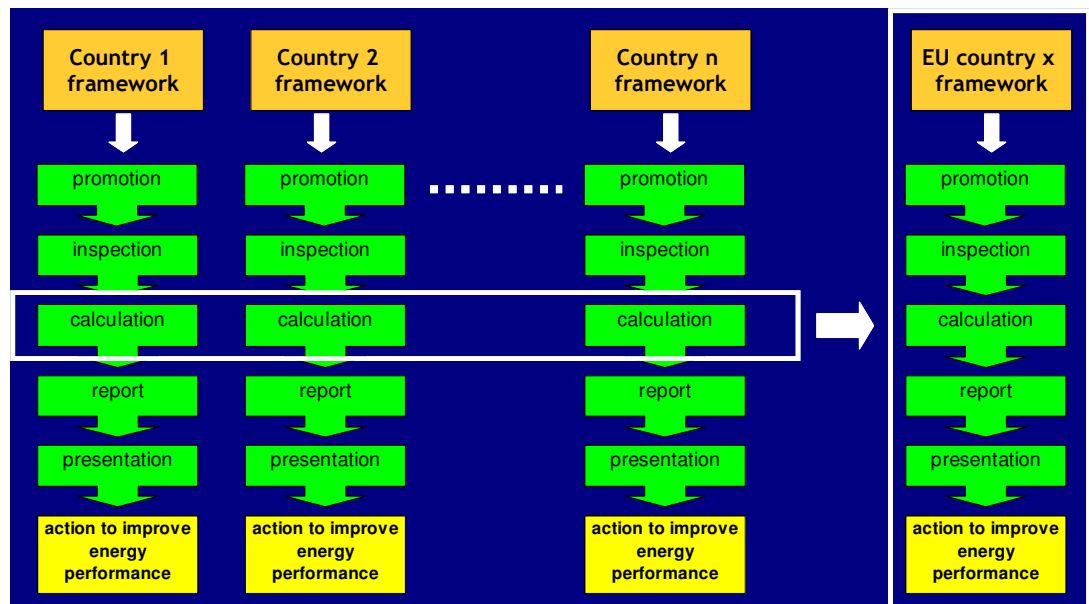 Country 1
framework
Country 2
framework
Country n
framework
EU country x
framework
promotion
promotion
promotion
promotion
inspection
inspection
inspection
inspection
calculation
calculation
calculation
calculation
report
report
report
report
presentation
presentation
presentation
presentation
action to improve
energy
performance
action to improve
energy
performance
action to improve
energy
performance
action to improve
energy
performance